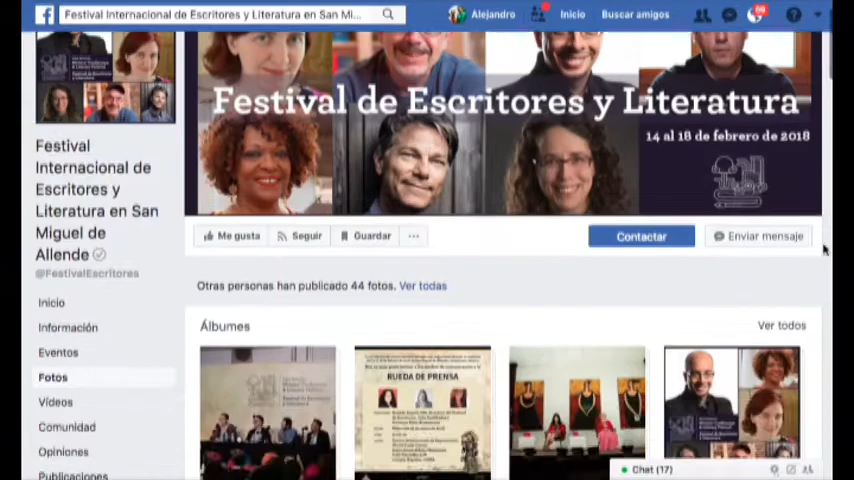 Festival Internacional de Escritores y Literatura en San Mi...
Alejandro
Inicio
Buscar amigos
Festival de Escritores y Literatura
14 al 18 de febrero de 2018
Festival
Internacional de
Escritores y
Literatura en San
Miguel de
Allende
@FestivalEscritores
Me gusta
Seguir
Guardar
...
Contactar
Enviar mensaje
Otras personas han publicado 44 fotos. Ver todas
Inicio
Información
Eventos
Fotos
Vídeos
Comunidad
Opiniones
Publicaciones
Álbumes
Ver todos
RUEDA DE PRENSA
Chat (17)